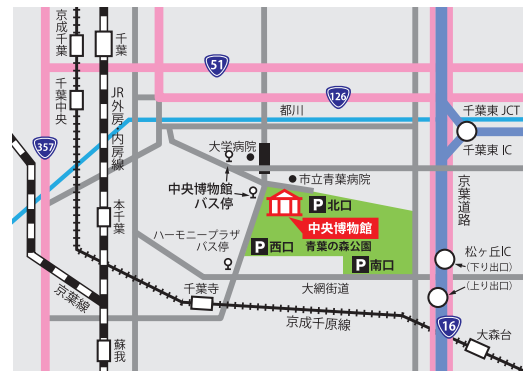 京成千葉
千葉
千葉中央
JR外房・内房線
51
126
357
都川
千葉東 JCT
千葉東 IC
大学病院
市立青葉病院
中央博物館
バス停
P 北口
中央博物館
青葉の森公園
P 西口
P 南口
ハーモニープラザ
バス停
本千葉
京葉道路
松ヶ丘IC
(下り出口)
(上り出口)
千葉寺
大網街道
京葉線
京成千原線
16
蘇我
大森台